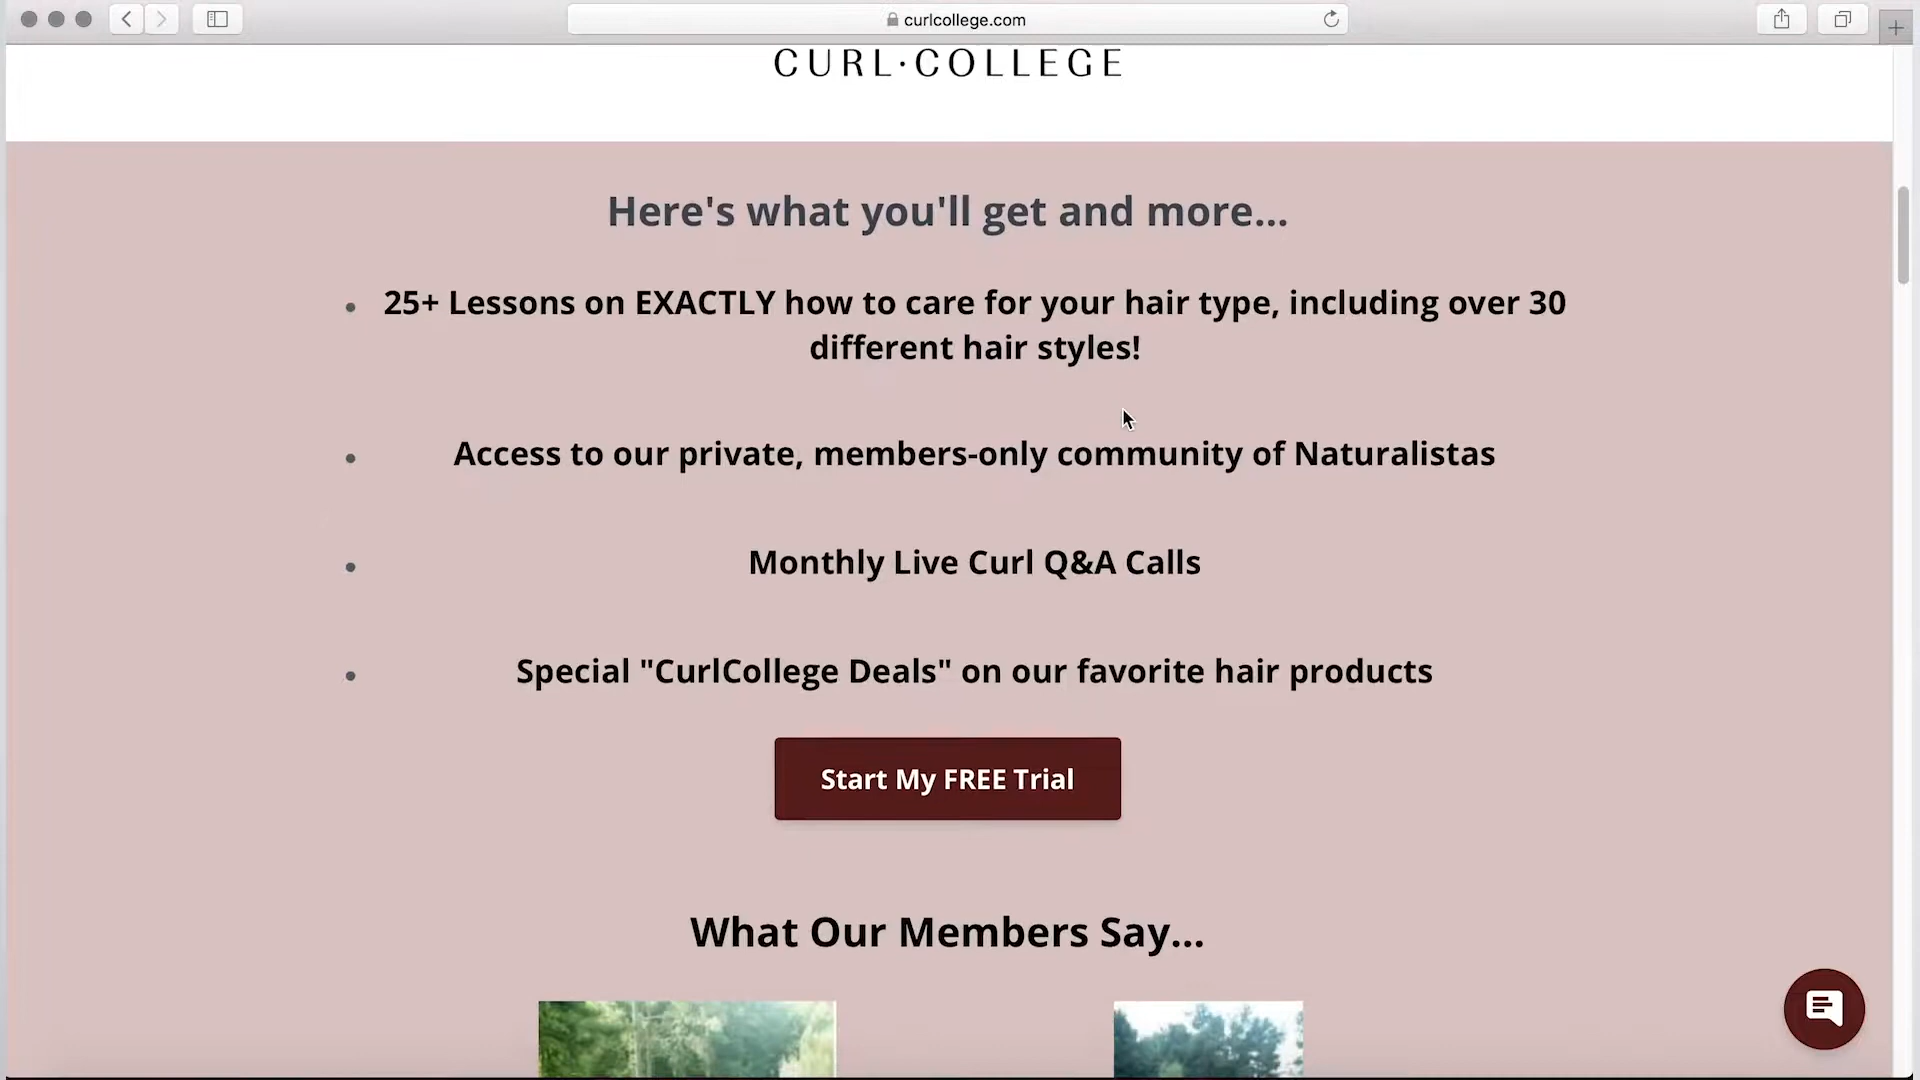 curlcollege.com
CURL·COLLEGE
Here's what you'll get and more...
25+ Lessons on EXACTLY how to care for your hair type, including over 30
different hair styles!
Access to our private, members-only community of Naturalistas
Monthly Live Curl Q&A Calls
Special "CurlCollege Deals" on our favorite hair products
Start My FREE Trial
What Our Members Say...